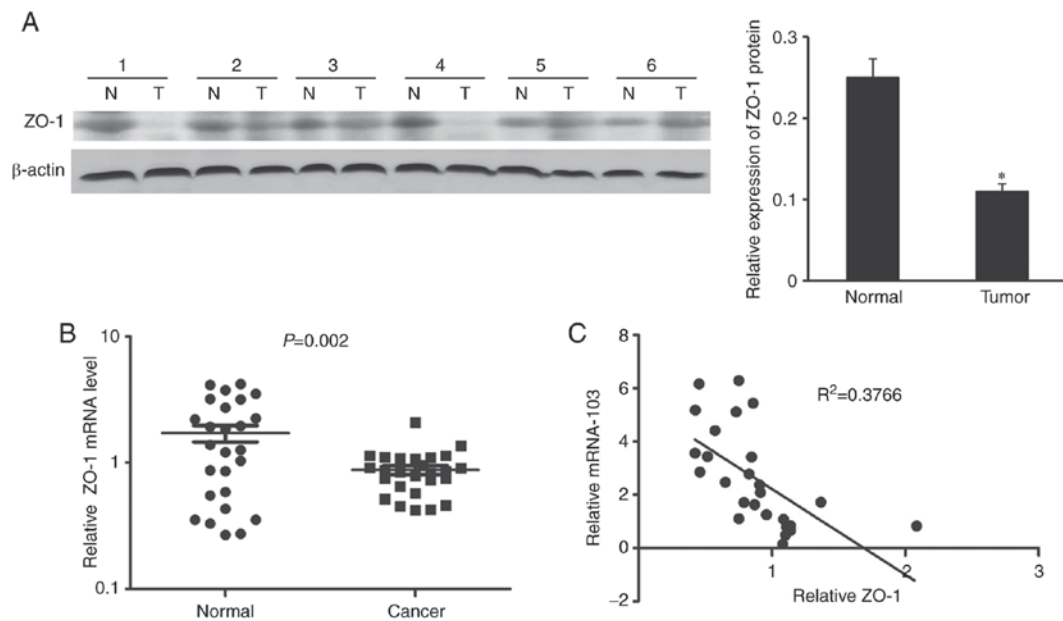 A
1 2 3 4 5 6
N T N T N T N T N T N T
ZO-1
β-actin
Relative expression of ZO-1 protein
0.3
0.2
0.1
0
*
Normal Tumor
B
Relative ZO-1 mRNA level
10
1
0.1
P=0.002
Normal Cancer
C
Relative mRNA-103
8
6
4
2
0
−2
R²=0.3766
1 2 3
Relative ZO-1